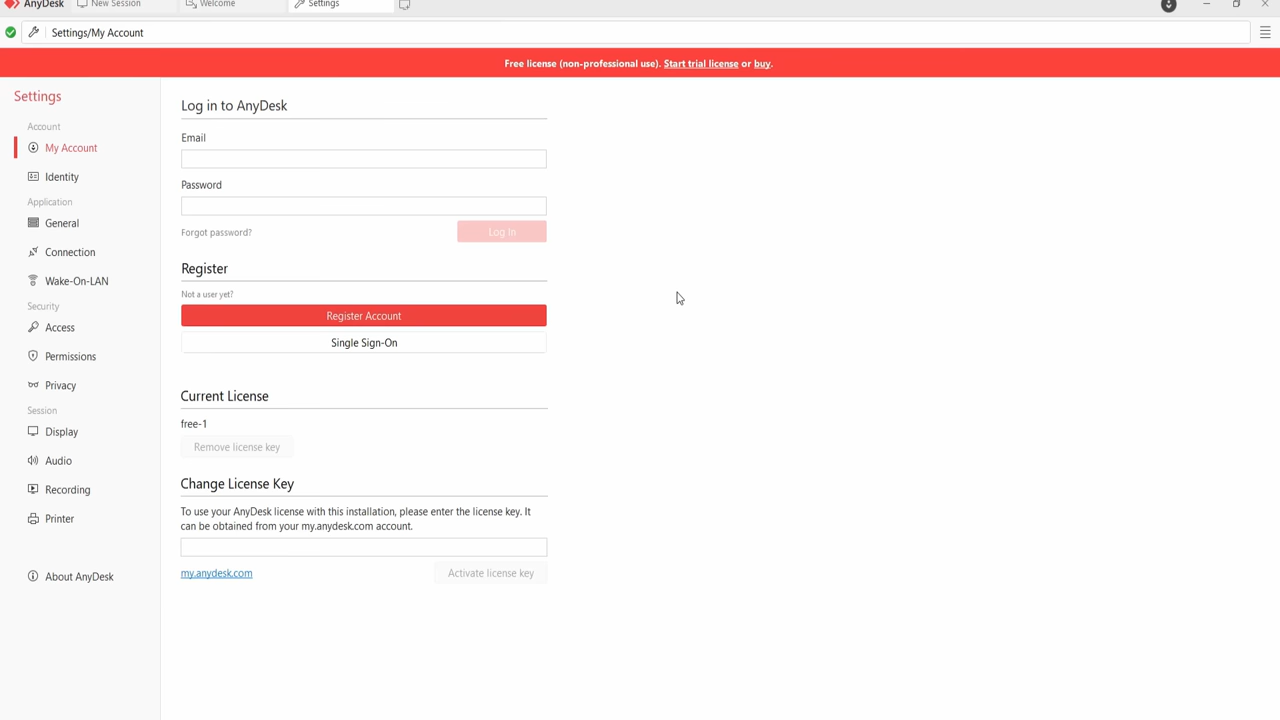 AnyDesk
New Session
Welcome
Settings
Settings/My Account
Free license (non-professional use). Start trial license or buy.
Settings
Account
My Account
Identity
Application
General
Connection
Wake-On-LAN
Security
Access
Permissions
Privacy
Session
Display
Audio
Recording
Printer
About AnyDesk
Log in to AnyDesk
Email
Password
Forgot password?
Log In
Register
Not a user yet?
Register Account
Single Sign-On
Current License
free-1
Remove license key
Change License Key
To use your AnyDesk license with this installation, please enter the license key. It
can be obtained from your my.anydesk.com account.
my.anydesk.com
Activate license key